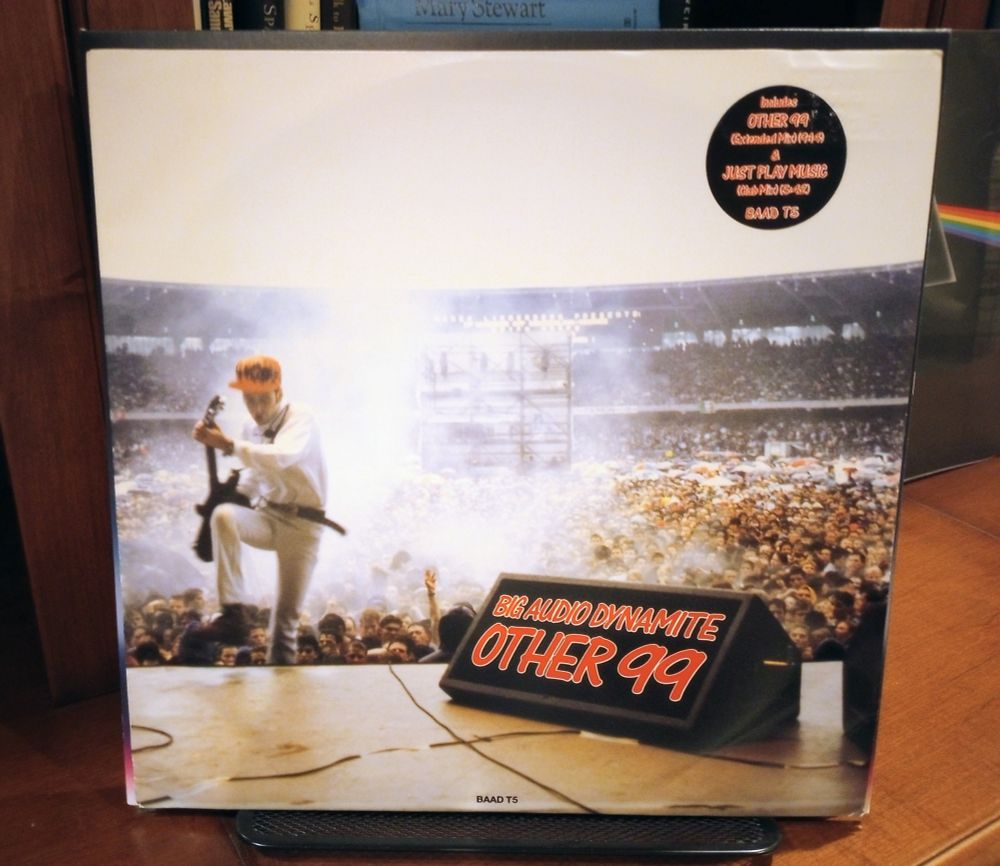 Mary Stewart
Includes
OTHER 99
(Extended Mix)
&
JUST PLAY MUSIC
(Club Mix)
BAAD T5
PRESENTS
BIG AUDIO DYNAMITE
OTHER 99
BAAD T5